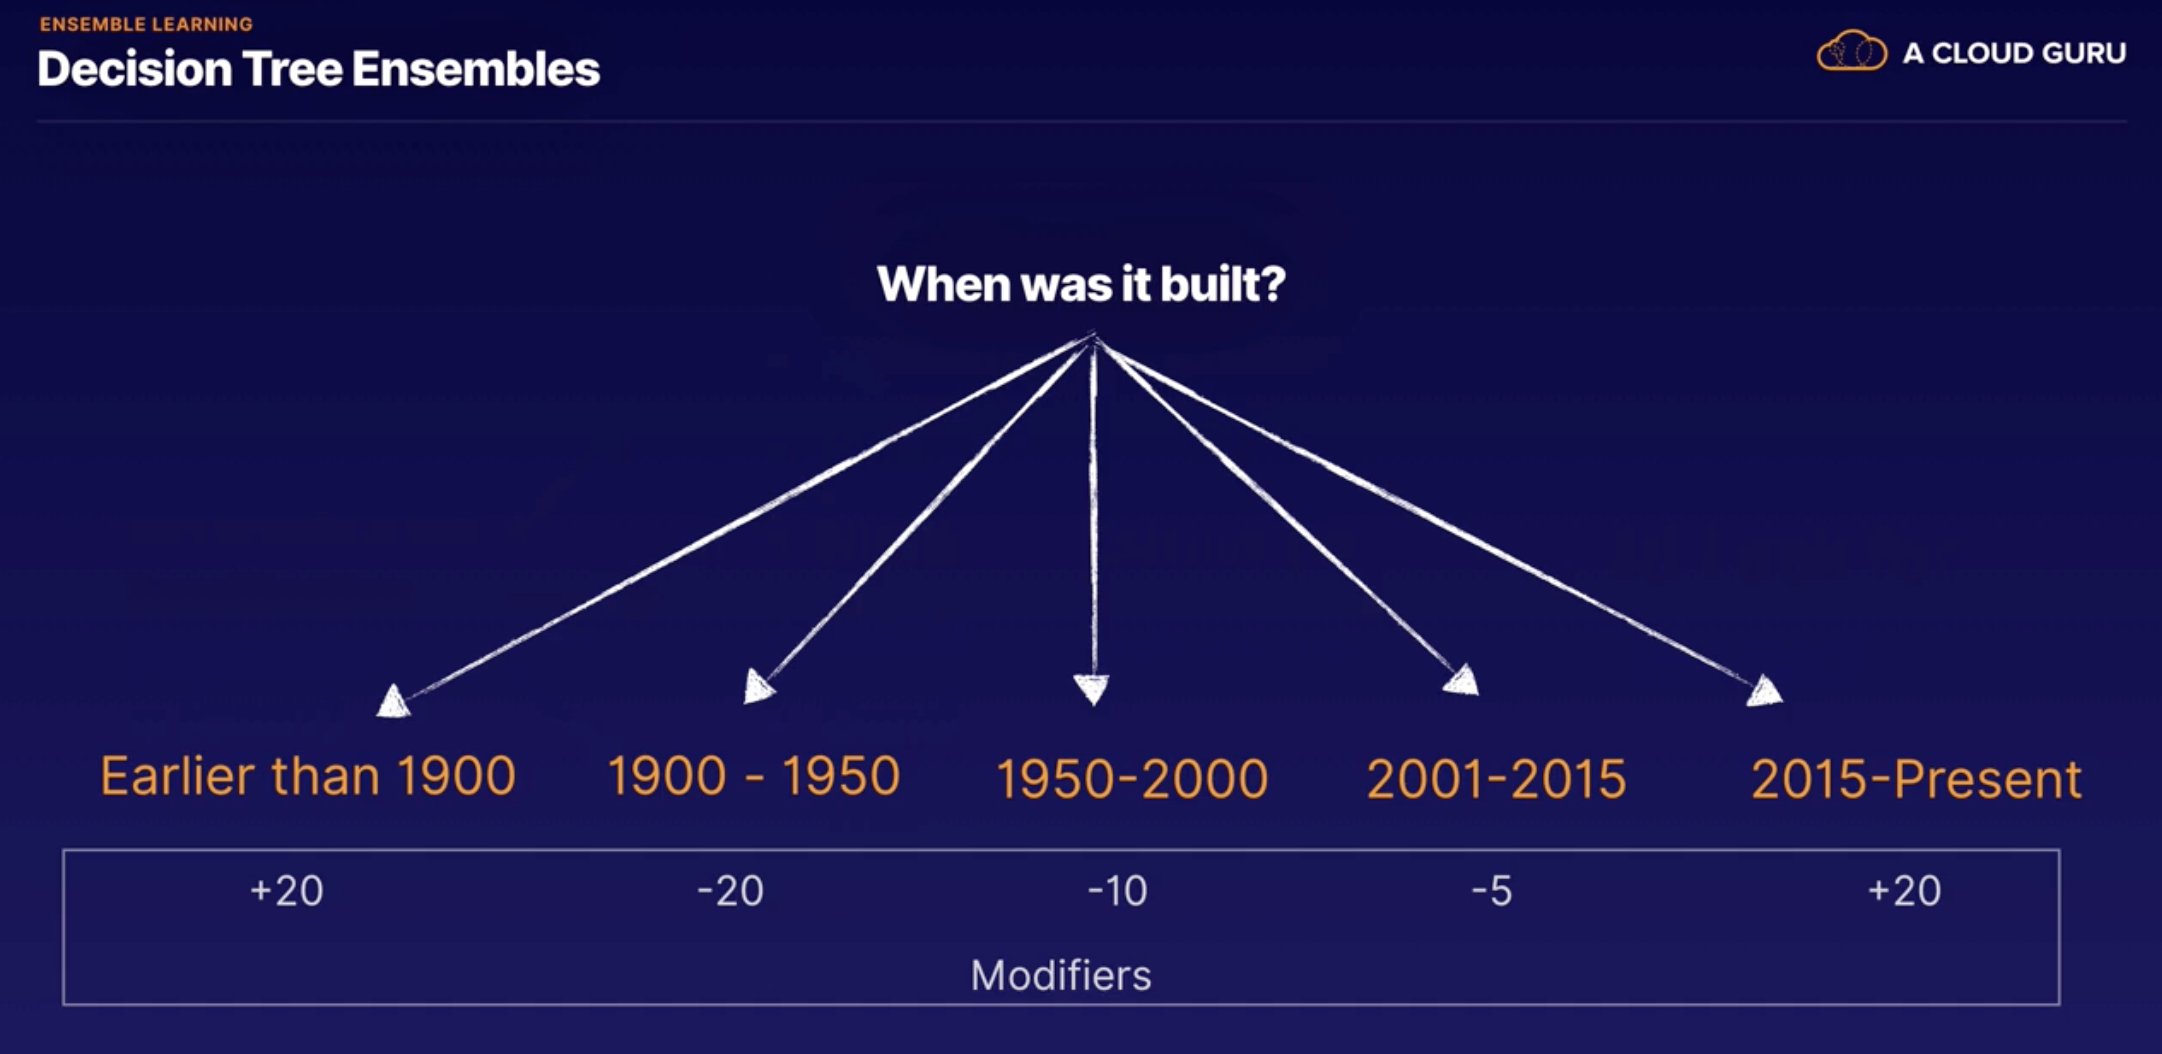 ENSEMBLE LEARNING
Decision Tree Ensembles
A CLOUD GURU
When was it built?
Earlier than 1900 1900 - 1950 1950-2000 2001-2015 2015-Present
+20 -20 -10 -5 +20
Modifiers